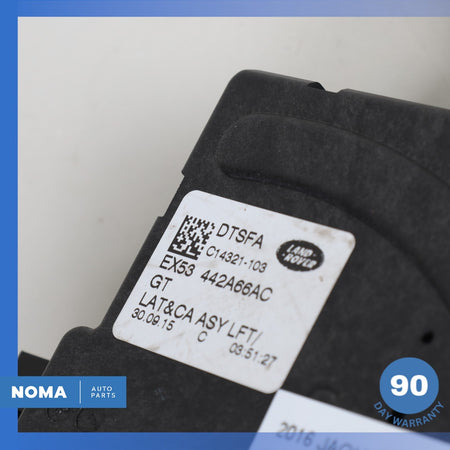 DTSFA
C14321-103
LAND-
ROVER
EX53 442A66AC
GT
LAT&CA ASY LFT/
30.09.15 C 03:51:27
2016
NOMA
AUTO
PARTS
90
DAY WARRANTY